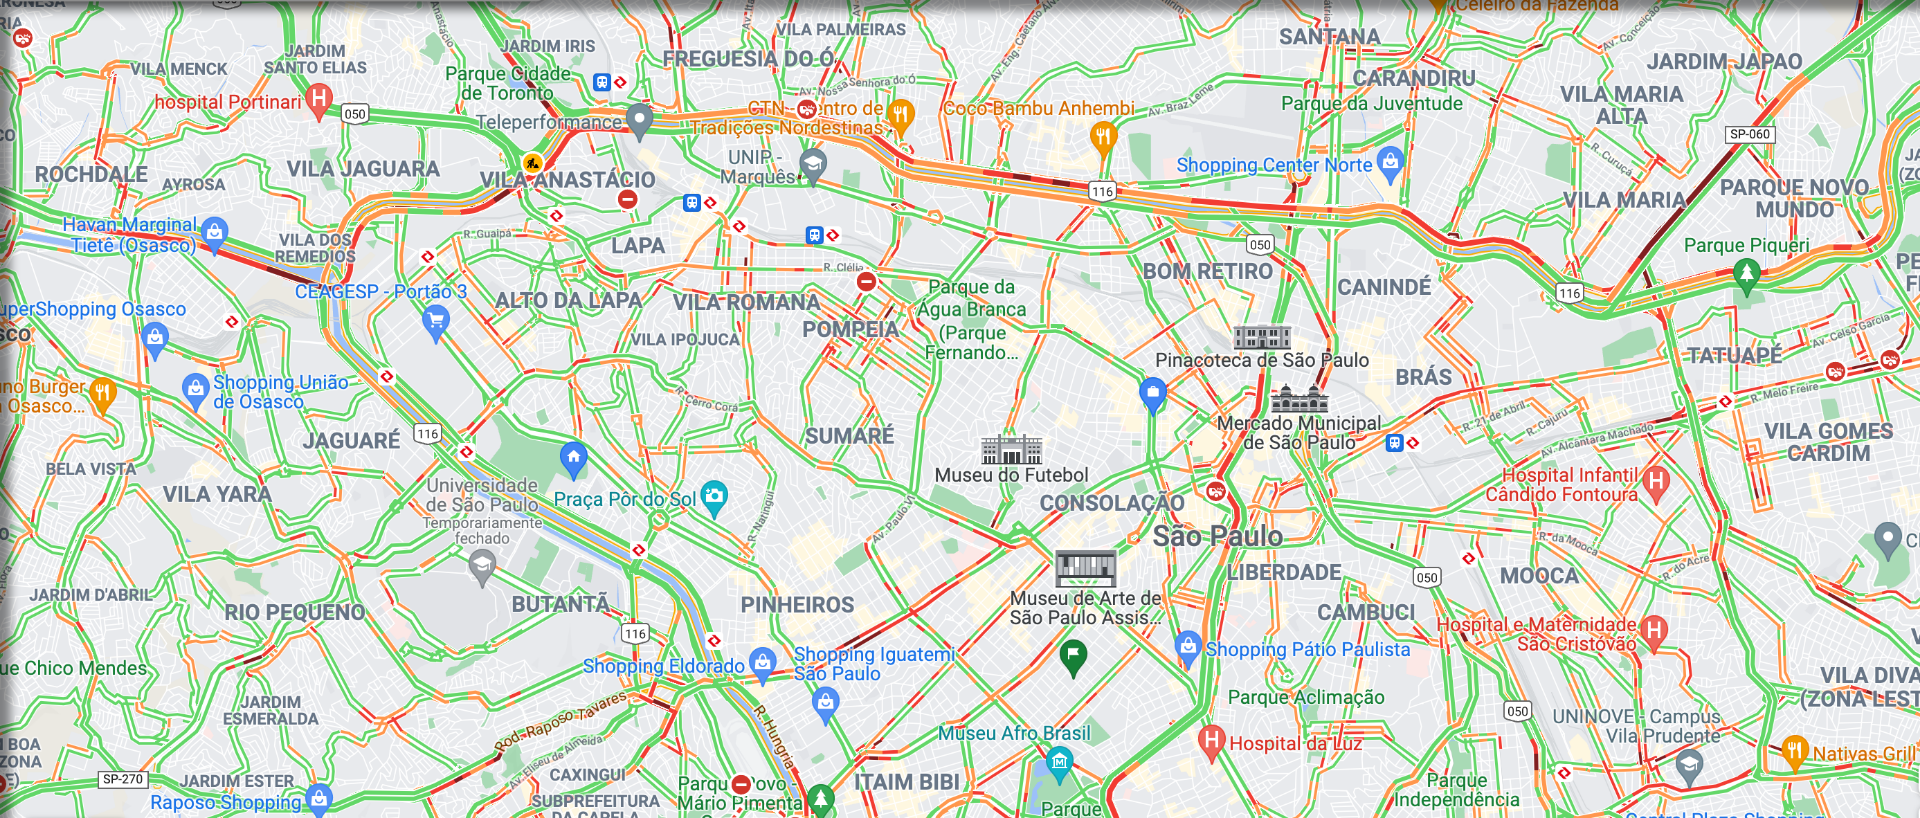 Celeiro da Fazenda
JARDIM IRIS
VILA PALMEIRAS
SANTANA
FREGUESIA DO Ó
JARDIM
SANTO ELIAS
VILA MENCK
Parque Cidade
de Toronto
Av. Nossa Senhora do Ó
Av. Braz Leme
CARANDIRU
JARDIM JAPAO
Av. Conceição
hospital Portinari
050
Teleperformance
CTN - Centro de
Tradições Nordestinas
Coco Bambu Anhembi
Parque da Juventude
VILA MARIA
ALTA
SP-060
ROCHDALE
AYROSA
VILA JAGUARA
VILA ANASTÁCIO
UNIP -
Marquês
Shopping Center Norte
R. Curuçá
116
VILA MARIA
PARQUE NOVO
MUNDO
Havan Marginal
Tietê (Osasco)
VILA DOS
REMEDIOS
R. Guaipá
LAPA
050
Parque Piqueri
R. Clélia
BOM RETIRO
CANINDÉ
116
CEAGESP - Portão 3
ALTO DA LAPA
VILA ROMANA
POMPEIA
Parque da
Água Branca
(Parque
Fernando...
uperShopping Osasco
SCO
VILA IPOJUCA
Pinacoteca de São Paulo
TATUAPÉ
Av. Celso Garcia
BRÁS
Shopping União
de Osasco
no Burger
Osasco...
R. Cerro Corá
R. Melo Freire
Mercado Municipal
de São Paulo
R. 21 de Abril
R. Cajuru
Av. Alcântara Machado
VILA GOMES
CARDIM
JAGUARÉ
116
SUMARÉ
Museu do Futebol
BELA VISTA
VILA YARA
Universidade
de São Paulo
Temporariamente
fechado
Praça Pôr do Sol
R. Natingui
Av. Paulo VI
CONSOLAÇÃO
São Paulo
Hospital Infantil
Cândido Fontoura
R. da Mooca
R. do Acre
MOOCA
LIBERDADE
050
CAMBUCI
JARDIM D'ABRIL
RIO PEQUENO
BUTANTÃ
116
PINHEIROS
Museu de Arte de
São Paulo Assis...
Hospital e Maternidade
São Cristóvão
ue Chico Mendes
Shopping Eldorado
Shopping Iguatemi
São Paulo
Shopping Pátio Paulista
VILA DIVA
(ZONA LEST
JARDIM
ESMERALDA
Rod. Raposo Tavares
R. Hungria
Parque Aclimação
050
UNINOVE - Campus
Vila Prudente
Museu Afro Brasil
Hospital da Luz
Nativas Grill
BOA
ZONA
SP-270
JARDIM ESTER
Raposo Shopping
Av. Eliseu de Almeida
CAXINGUI
SUBPREFEITURA
Mário Pimenta
ITAIM BIBI
Parque
Parque
Independência
Central Plaza Shopping